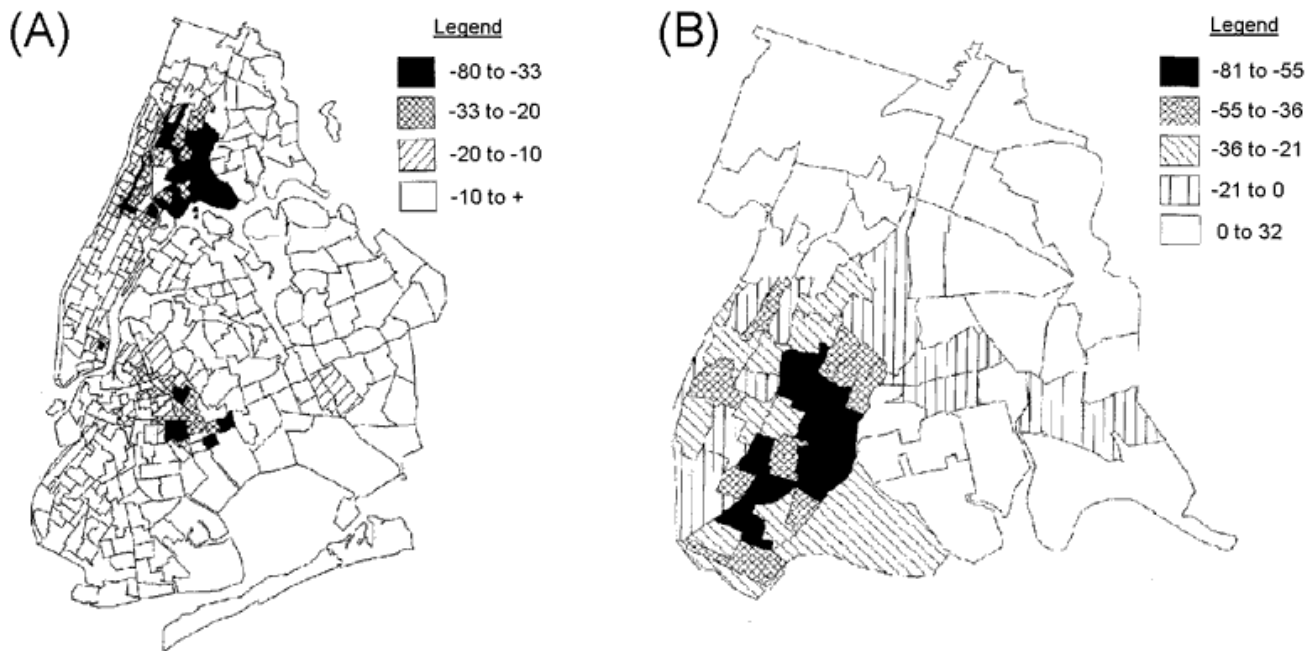 (A)
Legend
-80 to -33
-33 to -20
-20 to -10
-10 to +
(B)
Legend
-81 to -55
-55 to -36
-36 to -21
-21 to 0
0 to 32